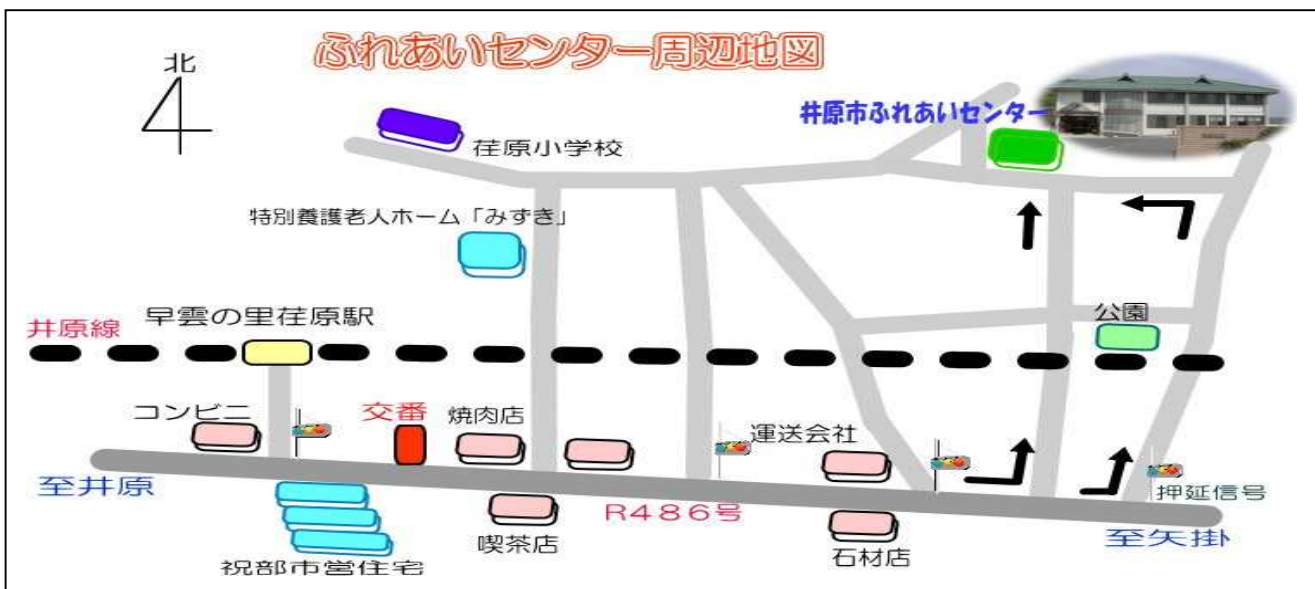 ふれあいセンター周辺地図
北
井原市ふれあいセンター
荏原小学校
特別養護老人ホーム「みずき」
早雲の里荏原駅
井原線
公園
コンビニ
交番
焼肉店
運送会社
至井原
R486号
押延信号
喫茶店
石材店
至矢掛
祝部市営住宅